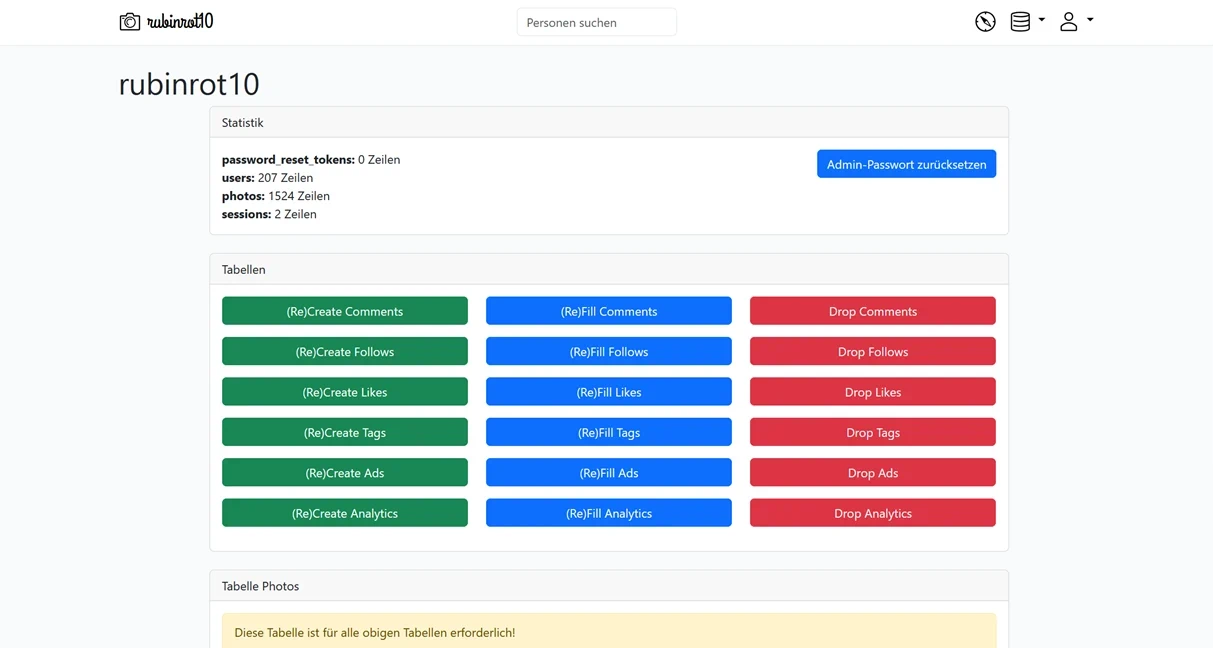 rubinrot10
Personen suchen
rubinrot10
Statistik
password_reset_tokens: 0 Zeilen
users: 207 Zeilen
photos: 1524 Zeilen
sessions: 2 Zeilen
Admin-Passwort zurücksetzen
Tabellen
(Re)Create Comments (Re)Fill Comments Drop Comments
(Re)Create Follows (Re)Fill Follows Drop Follows
(Re)Create Likes (Re)Fill Likes Drop Likes
(Re)Create Tags (Re)Fill Tags Drop Tags
(Re)Create Ads (Re)Fill Ads Drop Ads
(Re)Create Analytics (Re)Fill Analytics Drop Analytics
Tabelle Photos
Diese Tabelle ist für alle obigen Tabellen erforderlich!